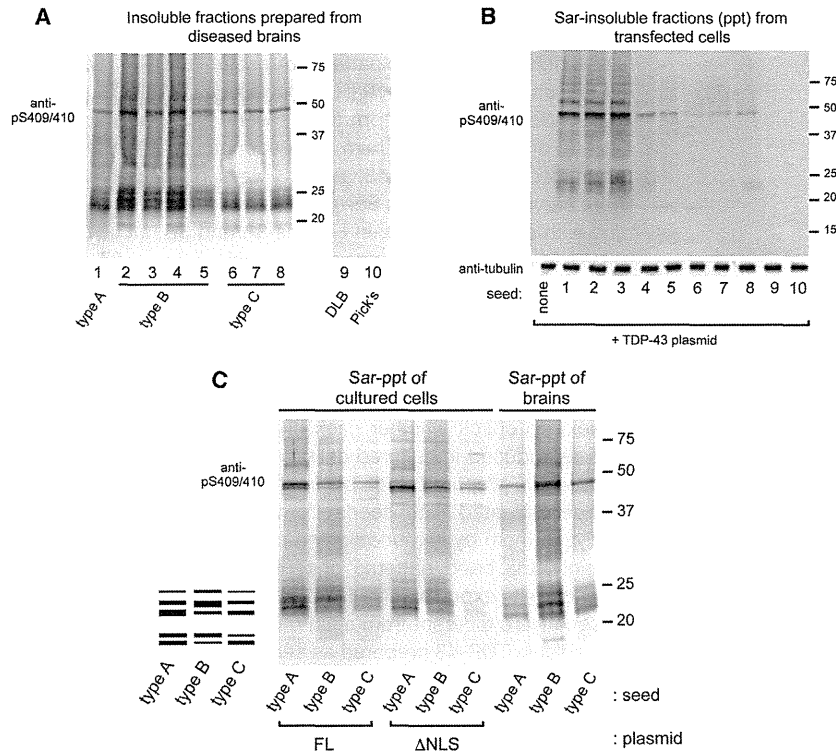 A
Insoluble fractions prepared from
diseased brains
anti-
pS409/410
75
50
37
25
20
1 2 3 4 5 6 7 8 9 10
type A
type B
type C
DLB
Pick's
B
Sar-insoluble fractions (ppt) from
transfected cells
anti-
pS409/410
75
50
37
25
20
15
anti-tubulin
seed: none 1 2 3 4 5 6 7 8 9 10
+ TDP-43 plasmid
C
Sar-ppt of
cultured cells
Sar-ppt of
brains
anti-
pS409/410
75
50
37
25
20
type A type B type C
type A type B type C type A type B type C type A type B type C : seed
FL ΔNLS : plasmid